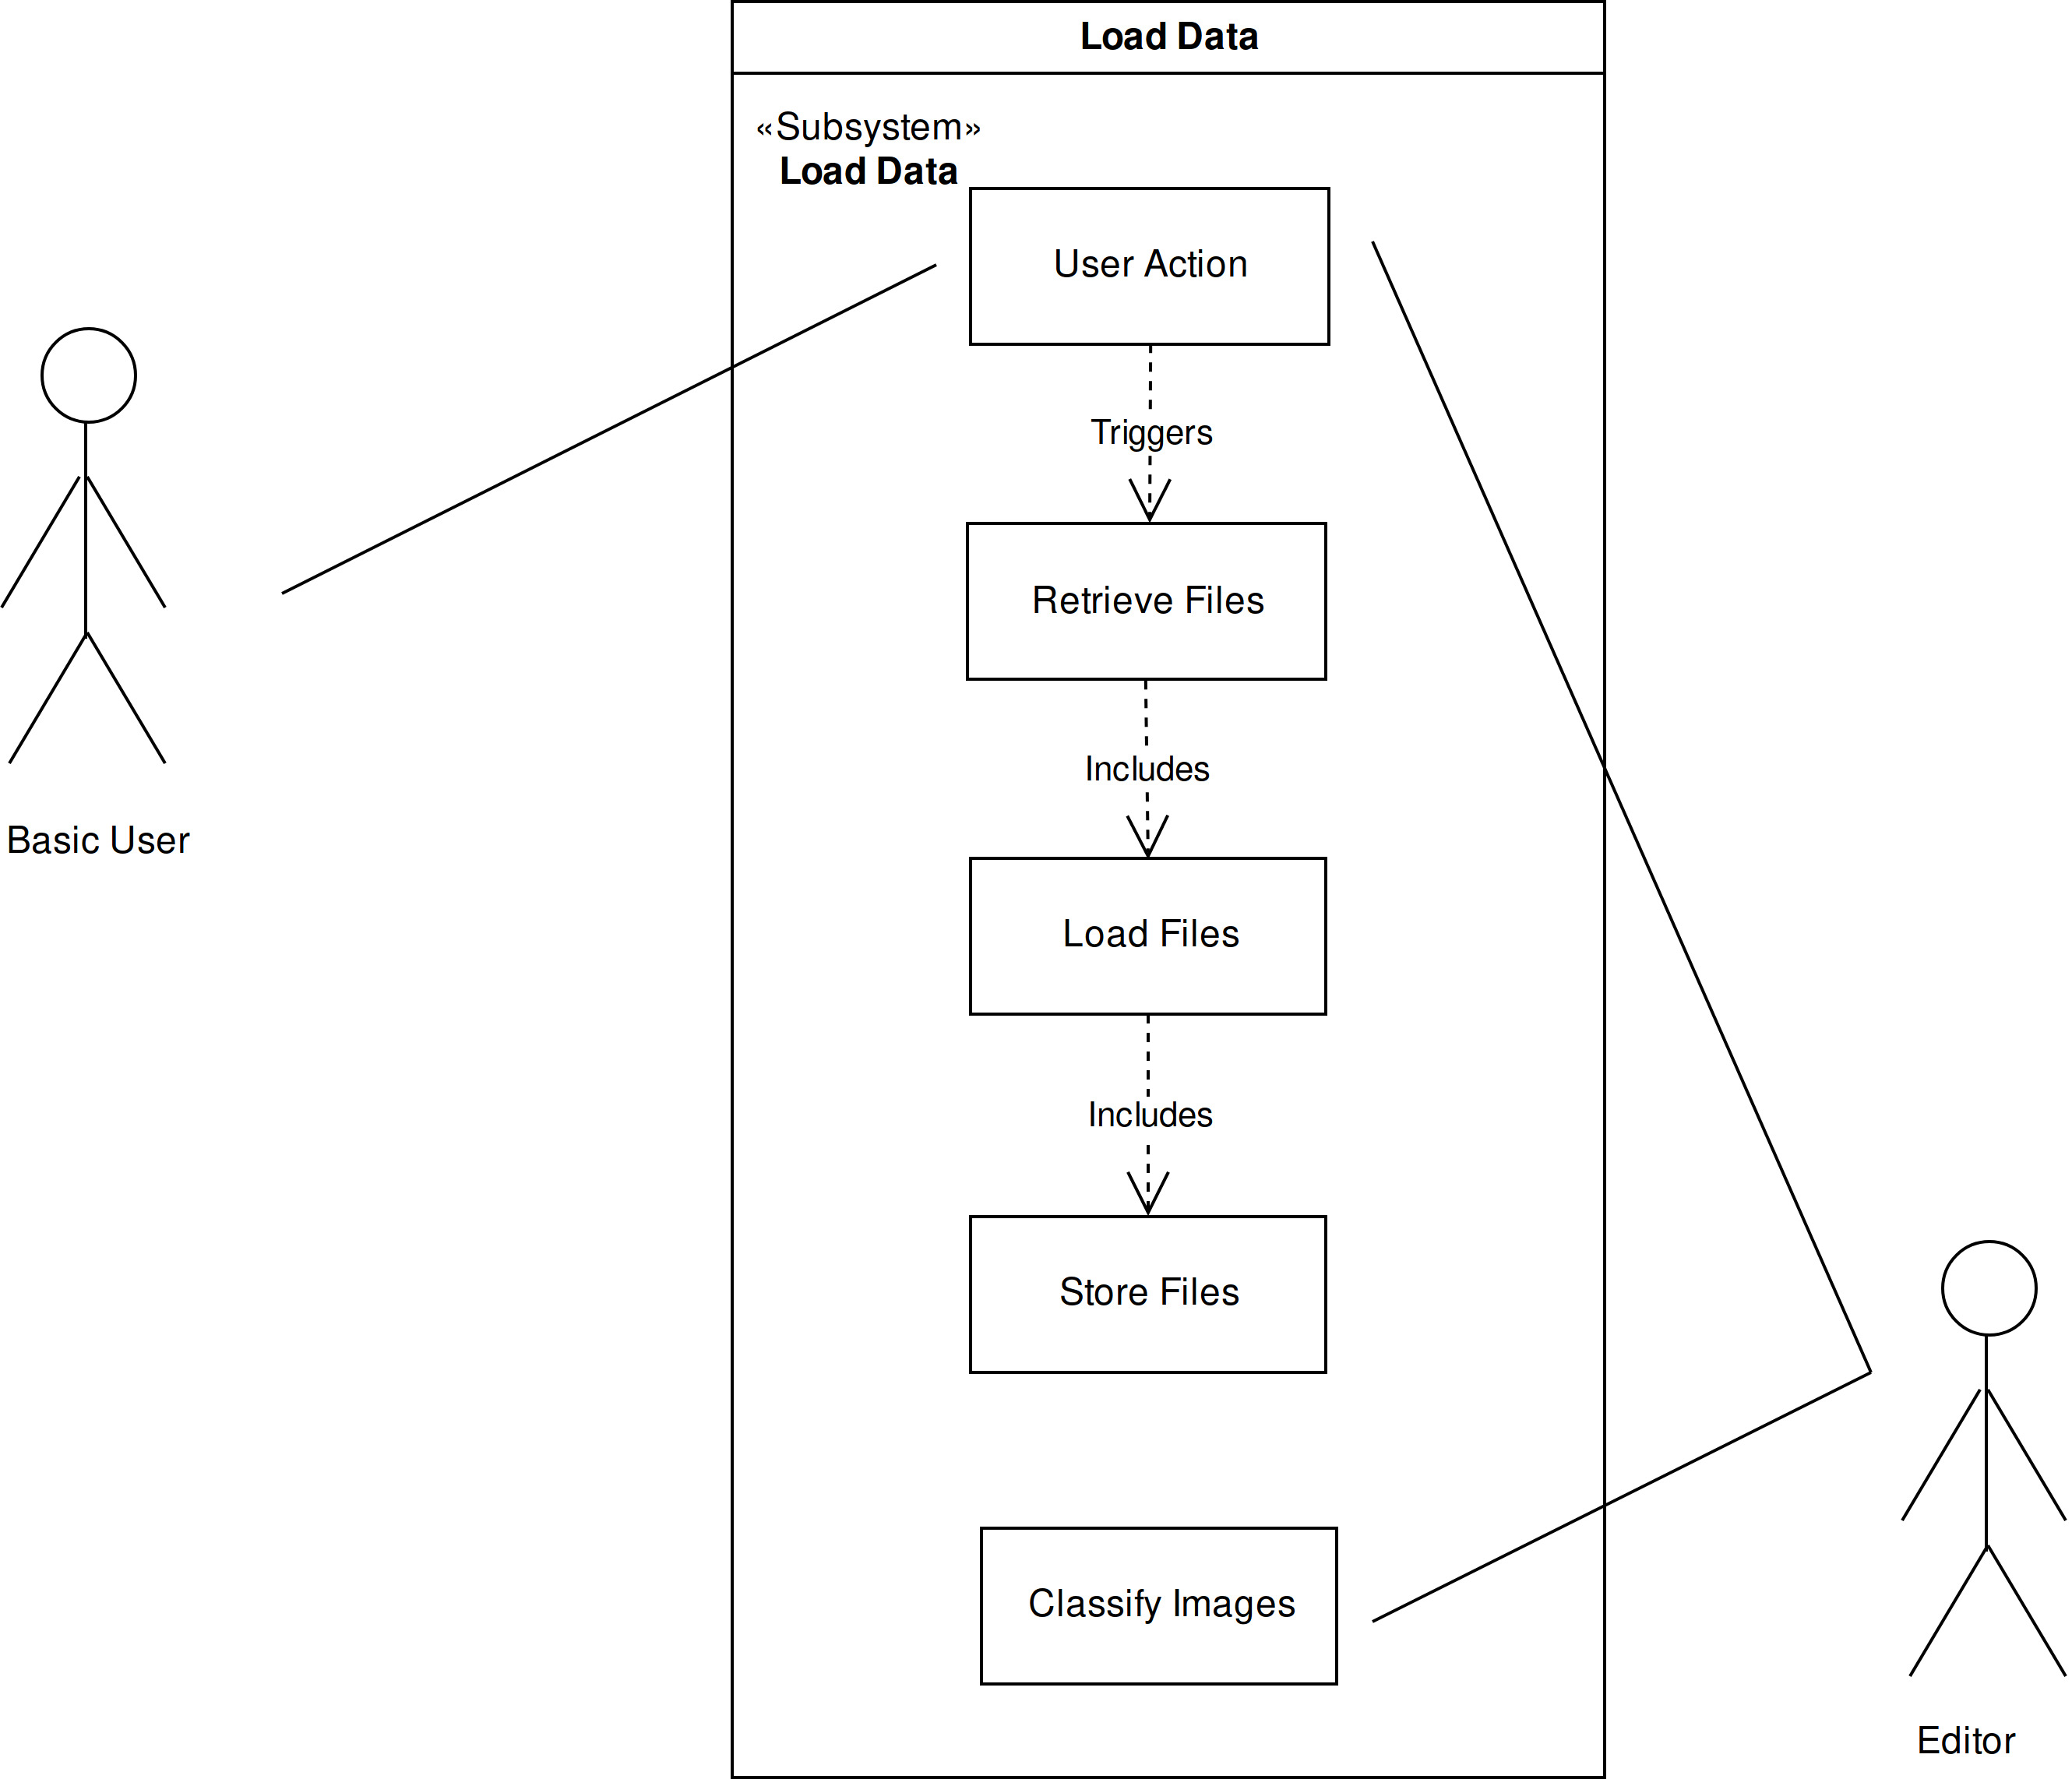 Load Data
«Subsystem»
Load Data
User Action
Triggers
Retrieve Files
Includes
Basic User
Load Files
Includes
Store Files
Classify Images
Editor